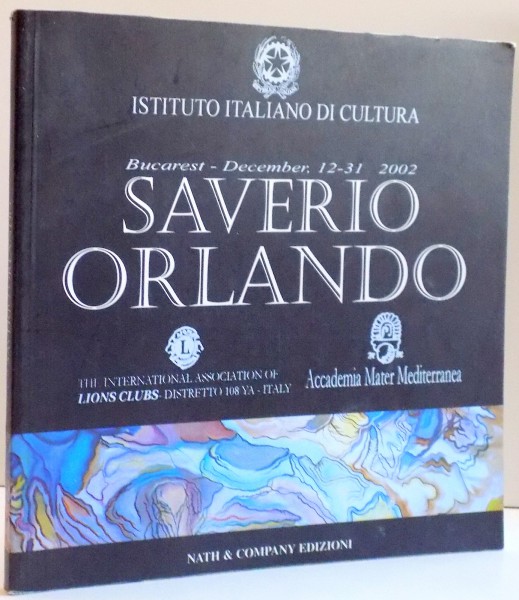 ISTITUTO ITALIANO DI CULTURA
Bucarest - December, 12-31 2002
SAVERIO
ORLANDO
L
THE INTERNATIONAL ASSOCIATION OF
LIONS CLUBS - DISTRETTO 108 YA - ITALY
Accademia Mater Mediterranea
NATH & COMPANY EDIZIONI